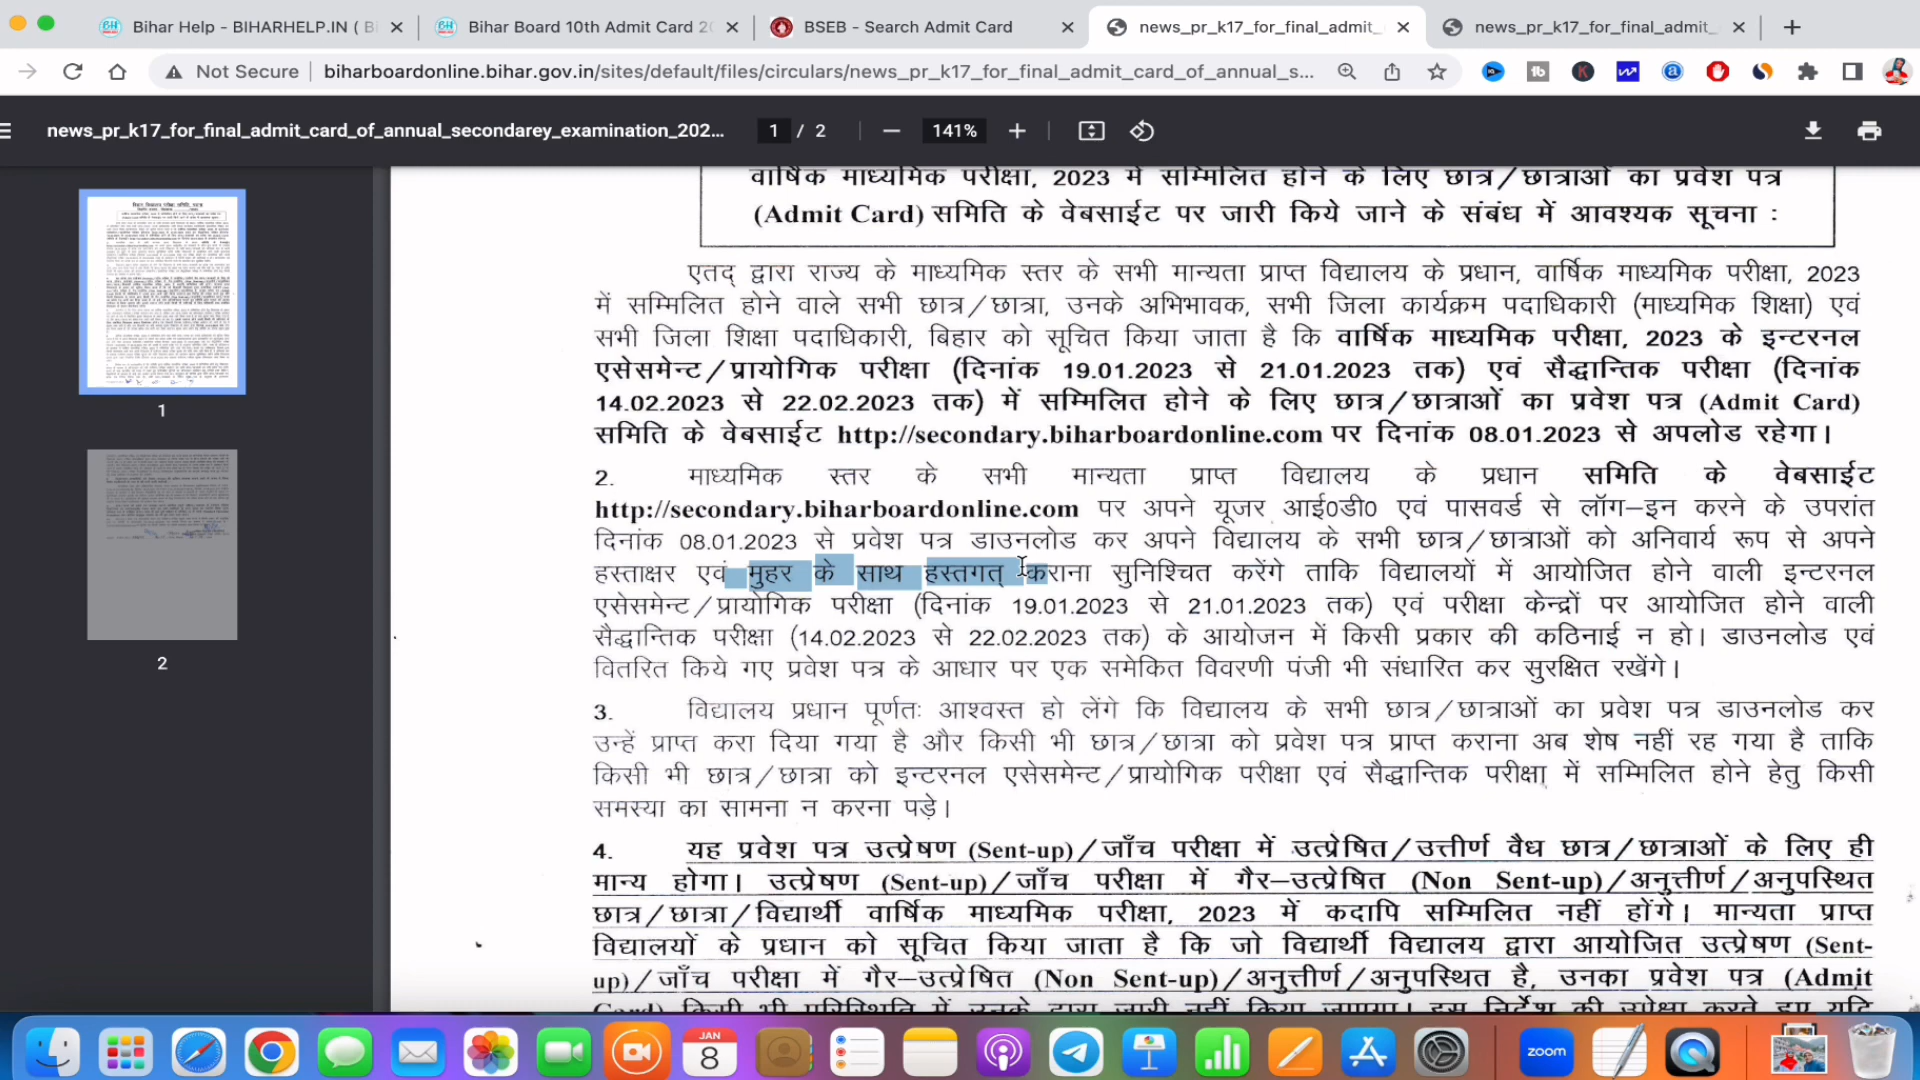 Bihar Help - BIHARHELP.IN ( Bi
Bihar Board 10th Admit Card 20
BSEB - Search Admit Card
news_pr_k17_for_final_admit_
news_pr_k17_for_final_admit_
Not Secure
biharboardonline.bihar.gov.in/sites/default/files/circulars/news_pr_k17_for_final_admit_card_of_annual_s...
news_pr_k17_for_final_admit_card_of_annual_secondarey_examination_202...
1 / 2
141%
वार्षिक माध्यमिक परीक्षा, 2023 में सम्मिलित होने के लिए छात्र/छात्राओं का प्रवेश पत्र
(Admit Card) समिति के वेबसाईट पर जारी किये जाने के संबंध में आवश्यक सूचना :
एतद् द्वारा राज्य के माध्यमिक स्तर के सभी मान्यता प्राप्त विद्यालय के प्रधान, वार्षिक माध्यमिक परीक्षा, 2023
में सम्मिलित होने वाले सभी छात्र/छात्रा, उनके अभिभावक, सभी जिला कार्यक्रम पदाधिकारी (माध्यमिक शिक्षा) एवं
सभी जिला शिक्षा पदाधिकारी, बिहार को सूचित किया जाता है कि वार्षिक माध्यमिक परीक्षा, 2023 के इन्टरनल
एसेसमेन्ट/प्रायोगिक परीक्षा (दिनांक 19.01.2023 से 21.01.2023 तक) एवं सैद्धान्तिक परीक्षा (दिनांक
14.02.2023 से 22.02.2023 तक) में सम्मिलित होने के लिए छात्र/छात्राओं का प्रवेश पत्र (Admit Card)
समिति के वेबसाईट http://secondary.biharboardonline.com पर दिनांक 08.01.2023 से अपलोड रहेगा।
2. माध्यमिक स्तर के सभी मान्यता प्राप्त विद्यालय के प्रधान समिति के वेबसाईट
http://secondary.biharboardonline.com पर अपने यूजर आई0डी0 एवं पासवर्ड से लॉग–इन करने के उपरांत
दिनांक 08.01.2023 से प्रवेश पत्र डाउनलोड कर अपने विद्यालय के सभी छात्र/छात्राओं को अनिवार्य रूप से अपने
हस्ताक्षर एवं मुहर के साथ हस्तगत् कराना सुनिश्चित करेंगे ताकि विद्यालयों में आयोजित होने वाली इन्टरनल
एसेसमेन्ट/प्रायोगिक परीक्षा (दिनांक 19.01.2023 से 21.01.2023 तक) एवं परीक्षा केन्द्रों पर आयोजित होने वाली
सैद्धान्तिक परीक्षा (14.02.2023 से 22.02.2023 तक) के आयोजन में किसी प्रकार की कठिनाई न हो। डाउनलोड एवं
वितरित किये गए प्रवेश पत्र के आधार पर एक समेकित विवरणी पंजी भी संधारित कर सुरक्षित रखेंगे।
3. विद्यालय प्रधान पूर्णतः आश्वस्त हो लेंगे कि विद्यालय के सभी छात्र/छात्राओं का प्रवेश पत्र डाउनलोड कर
उन्हें प्राप्त करा दिया गया है और किसी भी छात्र/छात्रा को प्रवेश पत्र प्राप्त कराना अब शेष नहीं रह गया है ताकि
किसी भी छात्र/छात्रा को इन्टरनल एसेसमेन्ट/प्रायोगिक परीक्षा एवं सैद्धान्तिक परीक्षा में सम्मिलित होने हेतु किसी
समस्या का सामना न करना पड़े।
4. यह प्रवेश पत्र उत्प्रेषण (Sent-up)/जाँच परीक्षा में उत्प्रेषित/उत्तीर्ण वैध छात्र/छात्राओं के लिए ही
मान्य होगा। उत्प्रेषण (Sent-up)/जाँच परीक्षा में गैर–उत्प्रेषित (Non Sent-up)/अनुत्तीर्ण/अनुपस्थित
छात्र/छात्रा/विद्यार्थी वार्षिक माध्यमिक परीक्षा, 2023 में कदापि सम्मिलित नहीं होंगे। मान्यता प्राप्त
विद्यालयों के प्रधान को सूचित किया जाता है कि जो विद्यार्थी विद्यालय द्वारा आयोजित उत्प्रेषण (Sent-
up)/जाँच परीक्षा में गैर–उत्प्रेषित (Non Sent-up)/अनुत्तीर्ण/अनुपस्थित है, उनका प्रवेश पत्र (Admit
Card) किसी भी परिस्थिति में उनके द्वारा जारी नहीं किया जाएगा। इस निर्देश की उपेक्षा करते हुए यदि
1
2
JAN
8
zoom